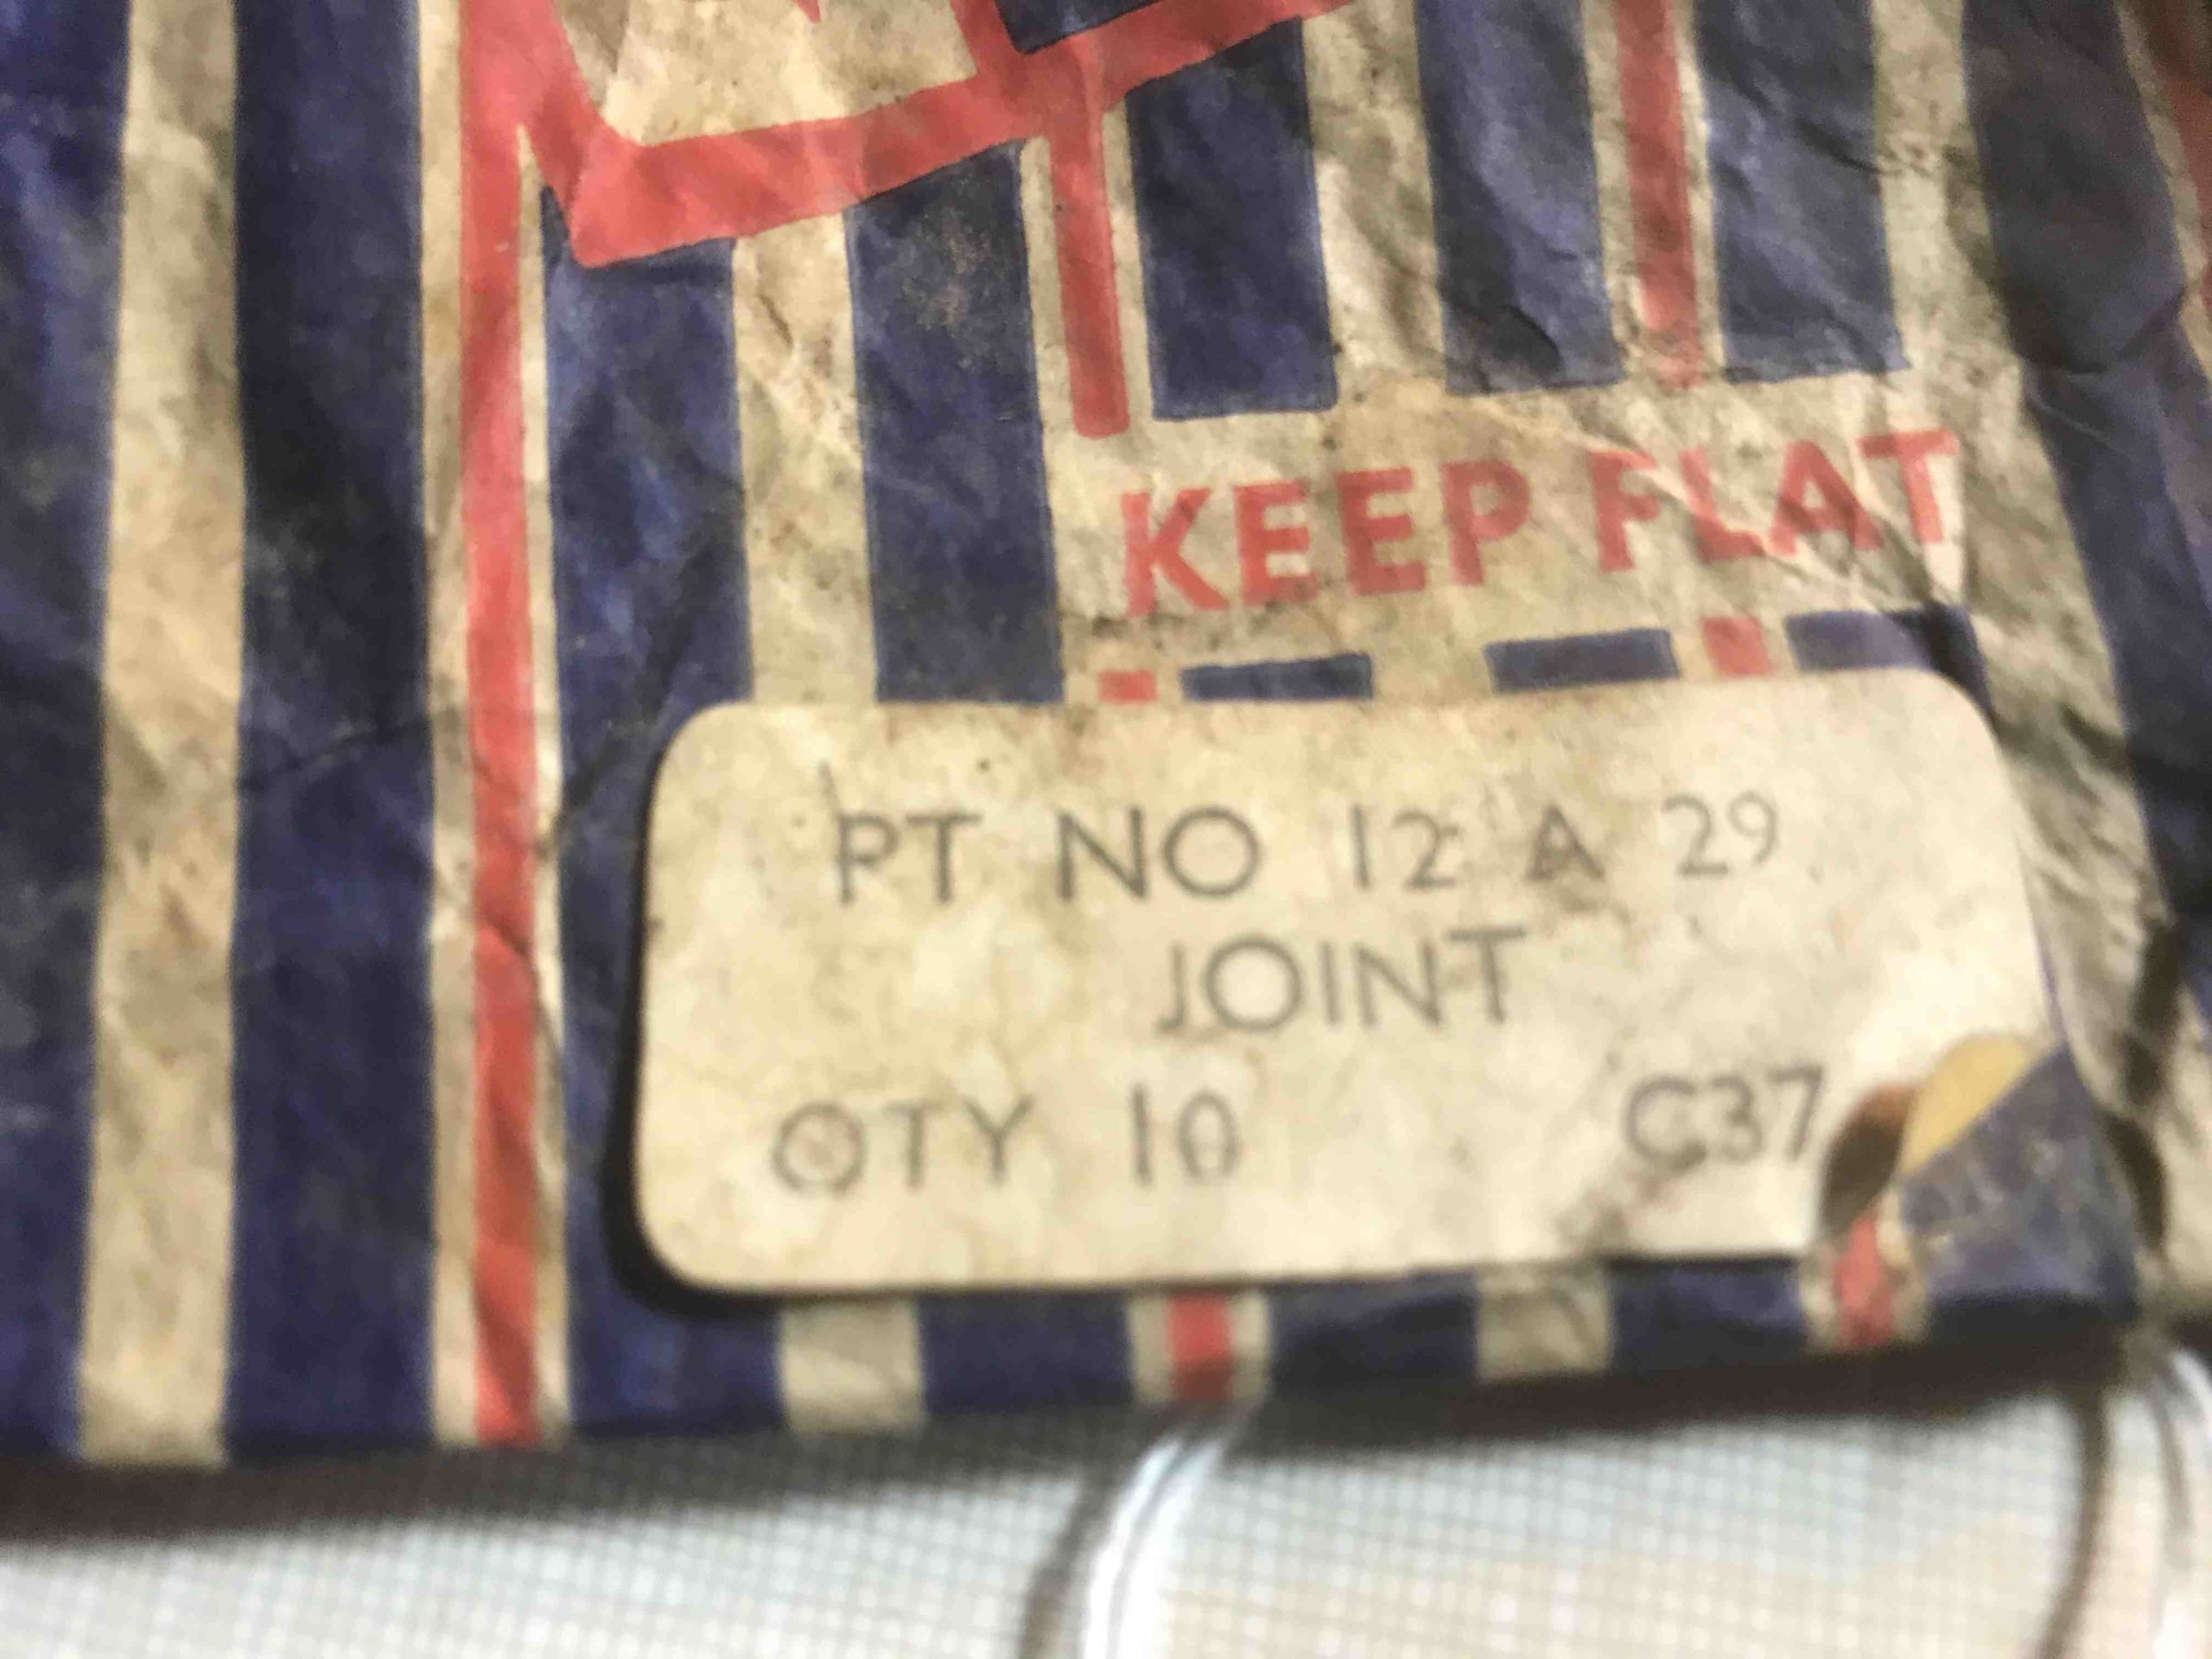 KEEP FLAT
PT NO 12 A 29
JOINT
QTY 10 C37